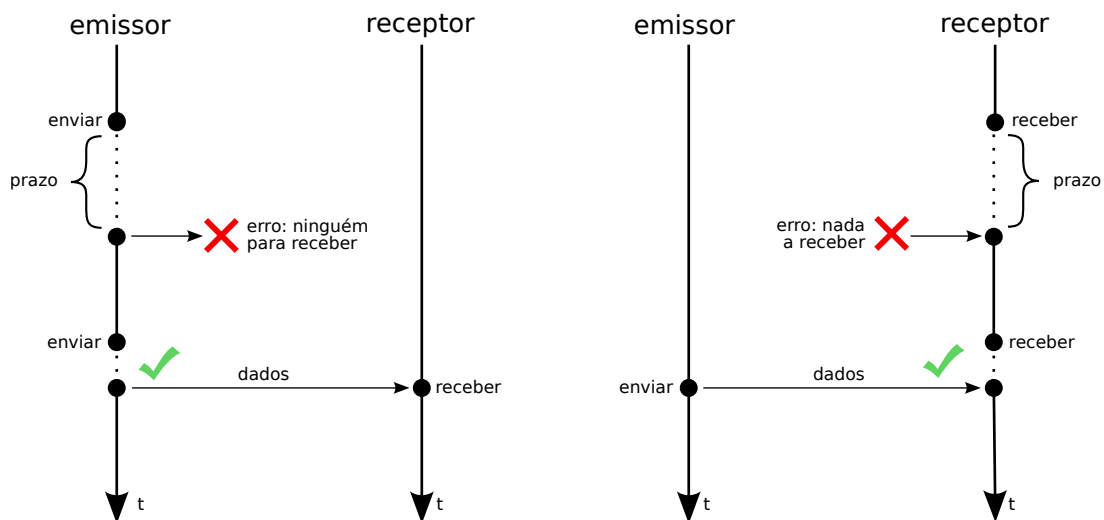 emissor
receptor
enviar
prazo
erro: ninguém
para receber
enviar
dados
receber
t
t
emissor
receptor
receber
prazo
erro: nada
a receber
receber
enviar
dados
t
t